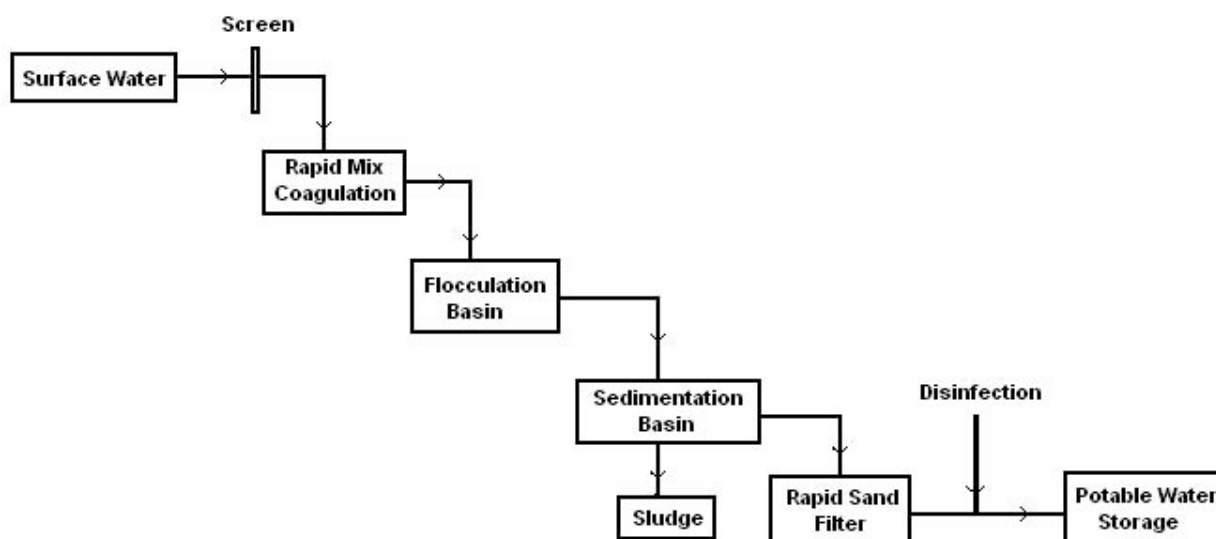 Screen
Surface Water
Rapid Mix
Coagulation
Flocculation
Basin
Sedimentation
Basin
Disinfection
Sludge
Rapid Sand
Filter
Potable Water
Storage